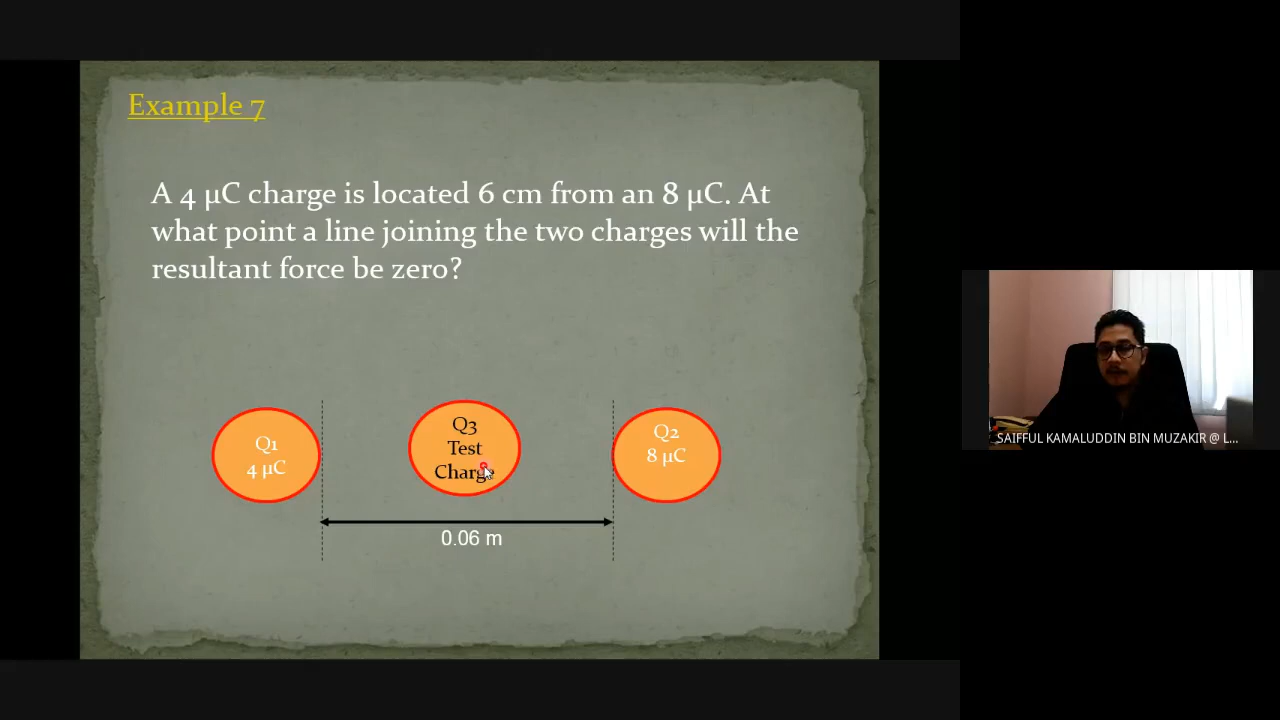 Example 7
A 4 µC charge is located 6 cm from an 8 µC. At
what point a line joining the two charges will the
resultant force be zero?
Q1
4 µC
Q3
Test
Charge
Q2
8 µC
0.06 m
SAIFFUL KAMALUDDIN BIN MUZAKIR @ L...